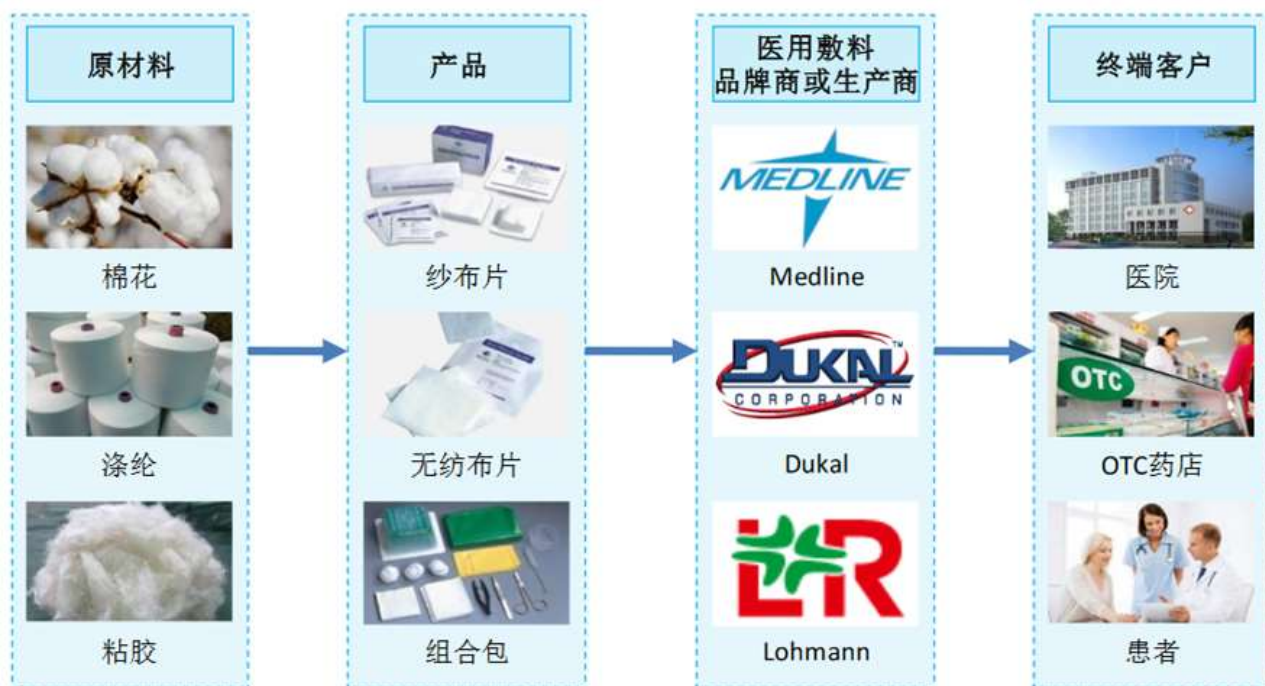 原材料
产品
医用敷料
品牌商或生产商
终端客户
MEDLINE
棉花
纱布片
Medline
医院
DUKAL™
CORPORATION
OTC
涤纶
无纺布片
Dukal
OTC药店
L&R
粘胶
组合包
Lohmann
患者